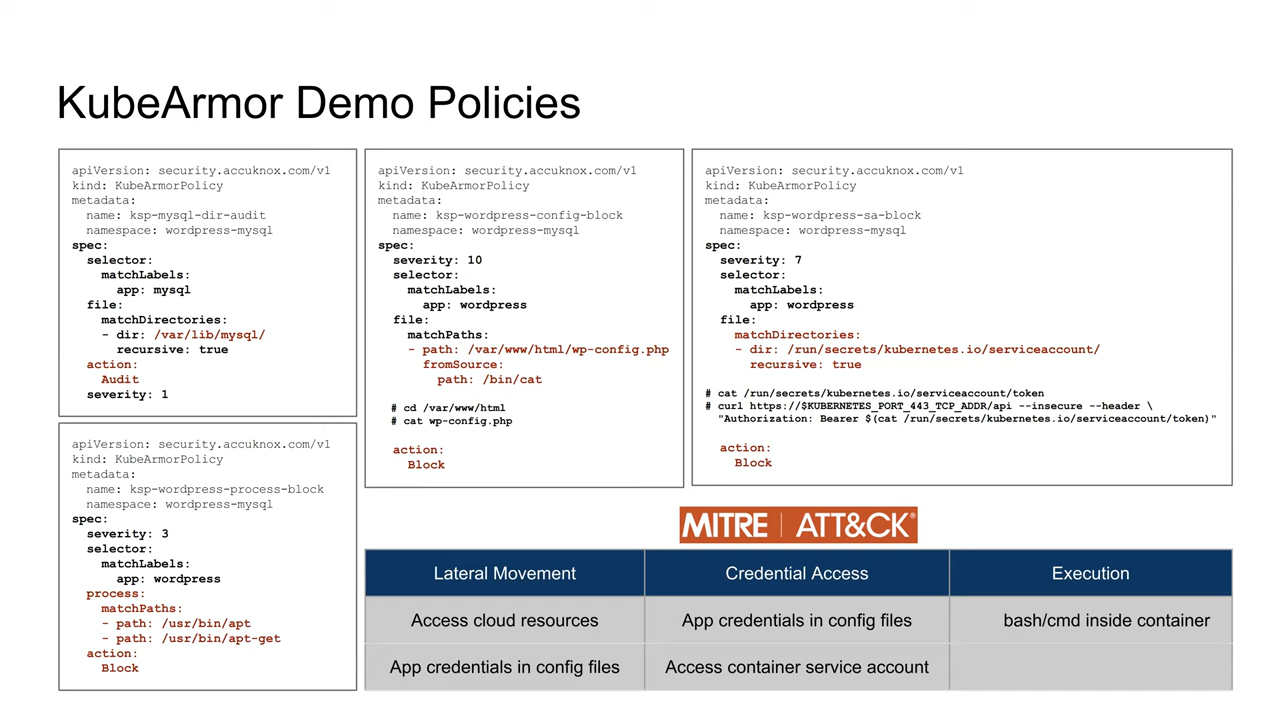 KubeArmor Demo Policies
apiVersion: security.accuknox.com/v1
kind: KubeArmorPolicy
metadata:
  name: ksp-mysql-dir-audit
  namespace: wordpress-mysql
spec:
  selector:
    matchLabels:
      app: mysql
  file:
    matchDirectories:
    - dir: /var/lib/mysql/
      recursive: true
  action:
    Audit
  severity: 1
apiVersion: security.accuknox.com/v1
kind: KubeArmorPolicy
metadata:
  name: ksp-wordpress-process-block
  namespace: wordpress-mysql
spec:
  severity: 3
  selector:
    matchLabels:
      app: wordpress
  process:
    matchPaths:
    - path: /usr/bin/apt
    - path: /usr/bin/apt-get
  action:
    Block
apiVersion: security.accuknox.com/v1
kind: KubeArmorPolicy
metadata:
  name: ksp-wordpress-config-block
  namespace: wordpress-mysql
spec:
  severity: 10
  selector:
    matchLabels:
      app: wordpress
  file:
    matchPaths:
    - path: /var/www/html/wp-config.php
      fromSource:
        path: /bin/cat
# cd /var/www/html
# cat wp-config.php
  action:
    Block
apiVersion: security.accuknox.com/v1
kind: KubeArmorPolicy
metadata:
  name: ksp-wordpress-sa-block
  namespace: wordpress-mysql
spec:
  severity: 7
  selector:
    matchLabels:
      app: wordpress
  file:
    matchDirectories:
    - dir: /run/secrets/kubernetes.io/serviceaccount/
      recursive: true
# cat /run/secrets/kubernetes.io/serviceaccount/token
# curl https://$KUBERNETES_PORT_443_TCP_ADDR/api --insecure --header \
  "Authorization: Bearer $(cat /run/secrets/kubernetes.io/serviceaccount/token)"
  action:
    Block
MITRE | ATT&CK®
Lateral Movement Credential Access Execution
Access cloud resources App credentials in config files bash/cmd inside container
App credentials in config files Access container service account